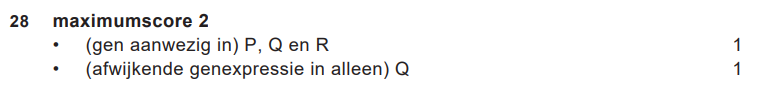 28 maximumscore 2
• (gen aanwezig in) P, Q en R 1
• (afwijkende genexpressie in alleen) Q 1